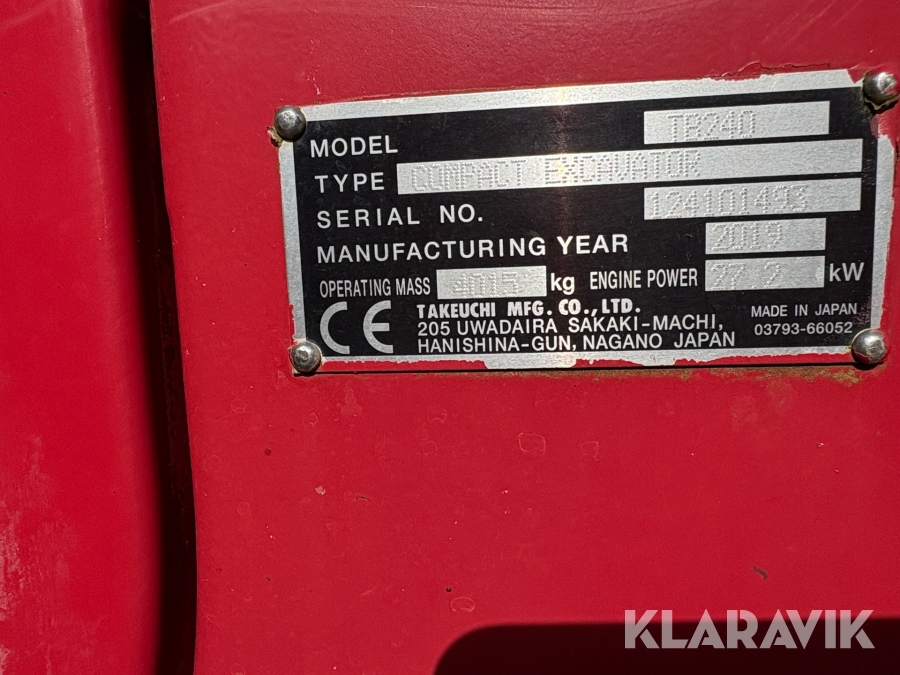 MODEL TB240
TYPE COMPACT EXCAVATOR
SERIAL NO. 124101493
MANUFACTURING YEAR 2019
OPERATING MASS 4015 kg ENGINE POWER 27.2 kW
CE TAKEUCHI MFG. CO.,LTD. MADE IN JAPAN
205 UWADAIRA SAKAKI-MACHI, 03793-66052
HANISHINA-GUN, NAGANO JAPAN
KLARAVIK